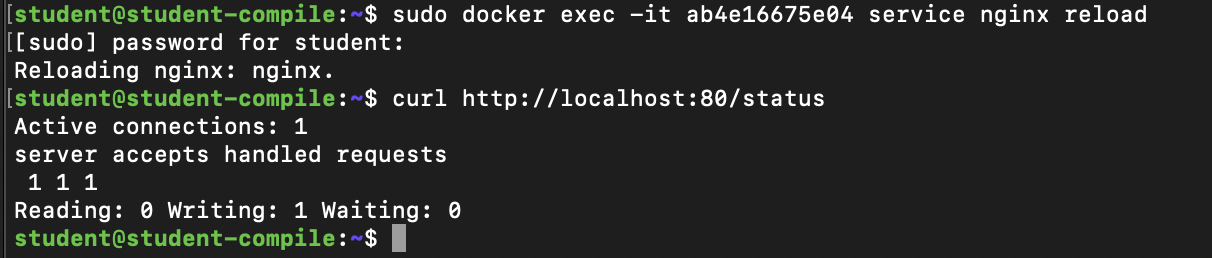 [student@student-compile:~$ sudo docker exec -it ab4e16675e04 service nginx reload
[[sudo] password for student:
Reloading nginx: nginx.
[student@student-compile:~$ curl http://localhost:80/status
Active connections: 1
server accepts handled requests
 1 1 1
Reading: 0 Writing: 1 Waiting: 0
student@student-compile:~$